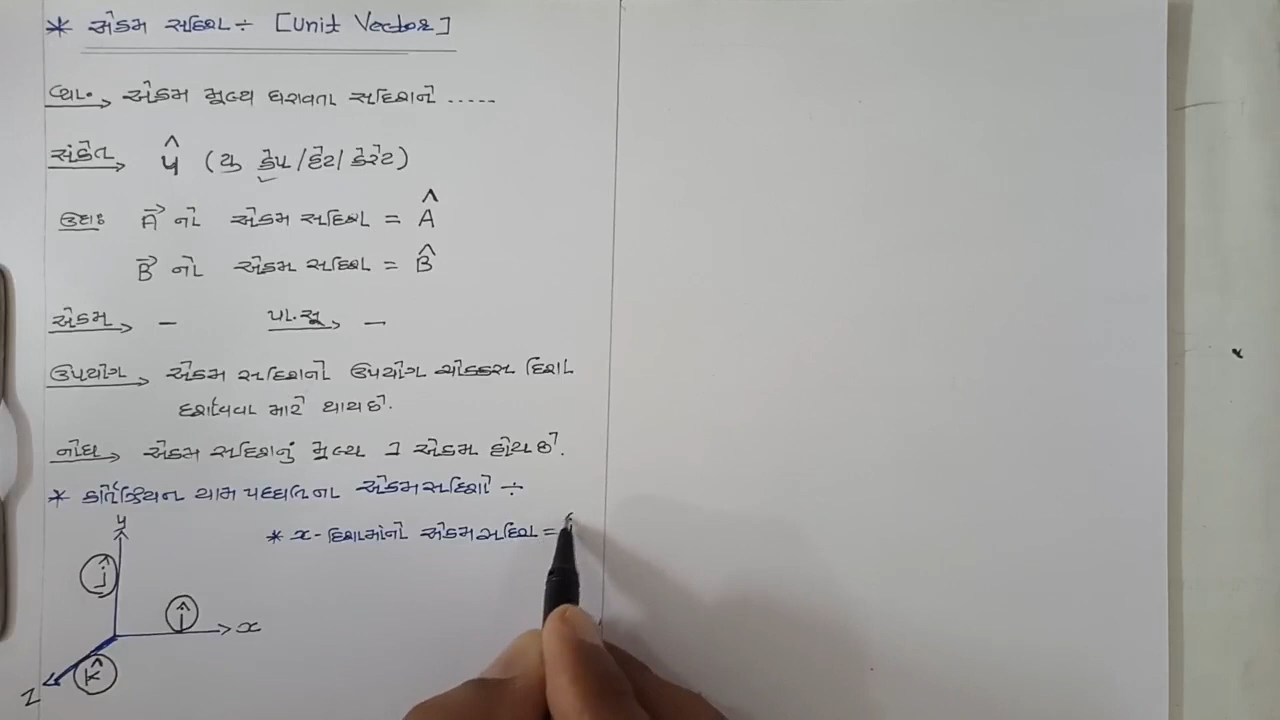 * એકમ સદિશ ÷ [Unit Vector]
વ્યા. → એકમ મૂલ્ય ધરાવતા સદિશને .....
સંકેત → û (યુ કેપ/હેટ/કેરેટ)
ઉદા: A⃗ નો એકમ સદિશ = Â
B⃗ નો એકમ સદિશ = B̂
એકમ → – પા.સૂ → –
ઉપયોગ → એકમ સદિશનો ઉપયોગ ચોક્કસ દિશા
દર્શાવવા માટે થાય છે.
નોંધ → એકમ સદિશનું મૂલ્ય 1 એકમ હોય છે.
* કાર્તેઝિયન યામ પદ્ધતિના એકમ સદિશો ÷
* x- દિશામાંનો એકમ સદિશ =
y
ĵ
î
x
k̂
z